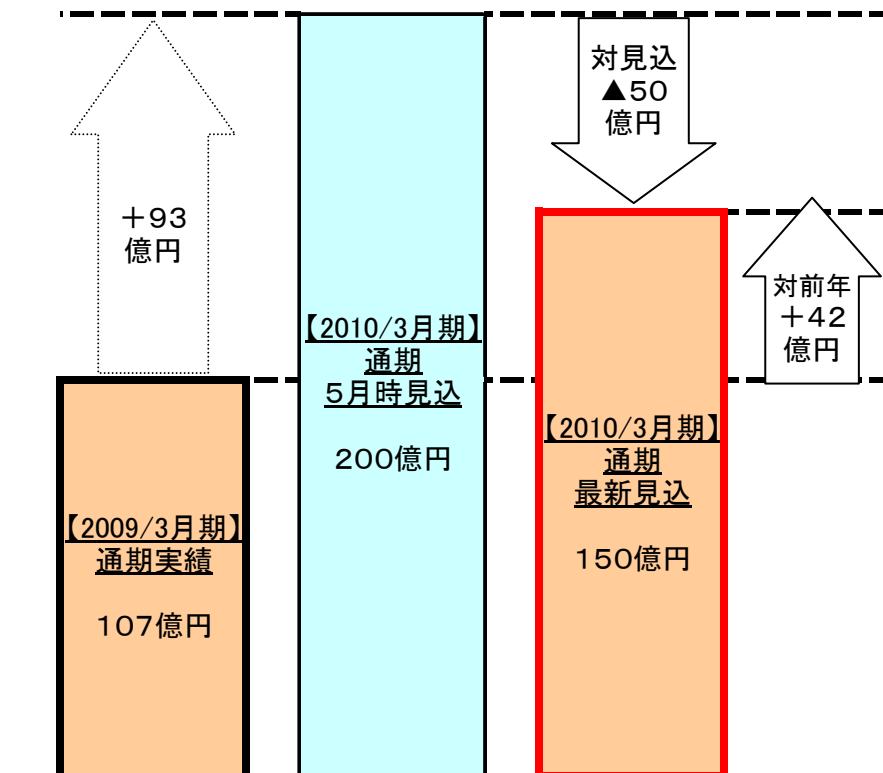 ＋９３
億円
【2009/3月期】
通期実績
１０７億円
【2010/3月期】
通期
５月時見込
２００億円
対見込
▲５０
億円
【2010/3月期】
通期
最新見込
１５０億円
対前年
＋４２
億円